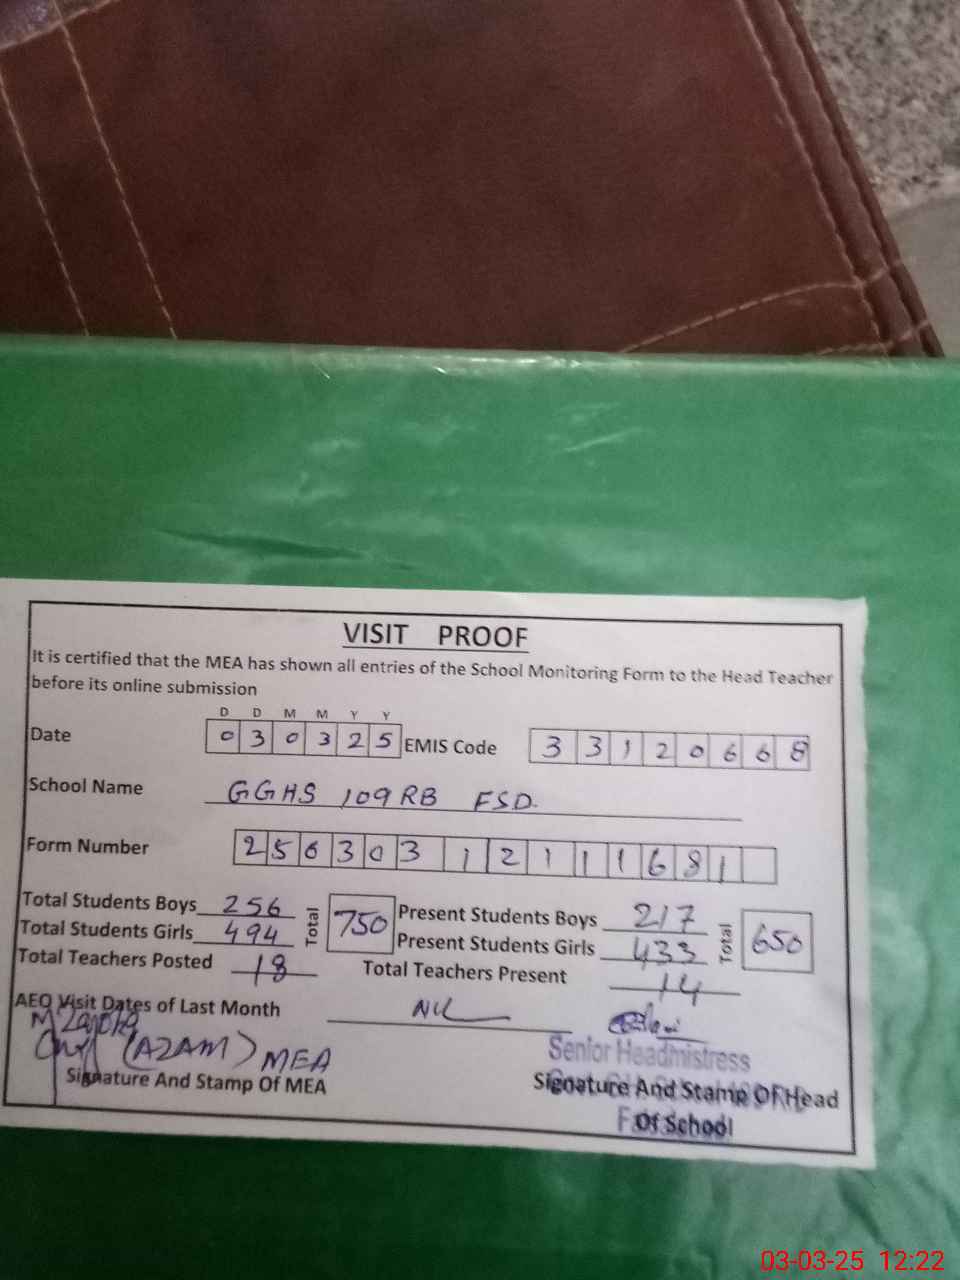 VISIT PROOF
It is certified that the MEA has shown all entries of the School Monitoring Form to the Head Teacher
before its online submission
D D M M Y Y
Date 0 3 0 3 2 5 EMIS Code 3 3 1 2 0 6 6 8
School Name GGHS 109 RB FSD.
Form Number 2 5 0 3 0 3 1 2 1 1 1 6 8 1
Total Students Boys 256 Total 750 Present Students Boys 217 Total 650
Total Students Girls 494 Present Students Girls 433
Total Teachers Posted 18 Total Teachers Present 14
AEO Visit Dates of Last Month NIL
(AZAM) MEA
Senior Headmistress
Signature And Stamp Of MEA Signature And Stamp Of Head
Of School
03-03-25 12:22